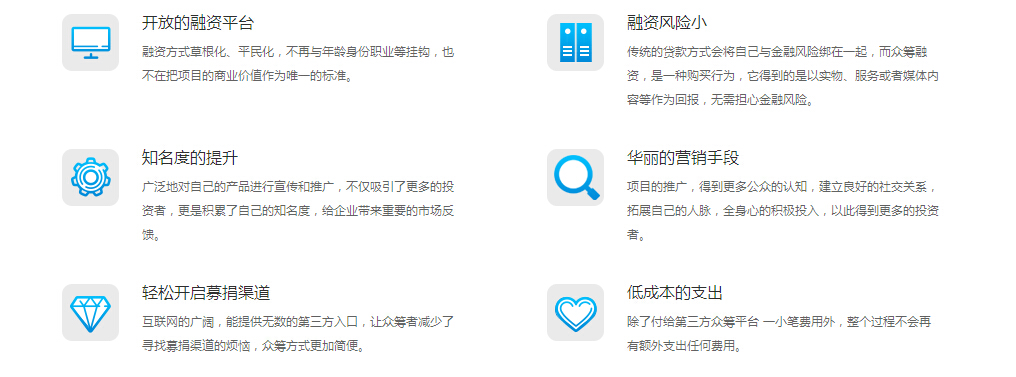 开放的融资平台
融资方式草根化、平民化，不再与年龄身份职业等挂钩，也
不在把项目的商业价值作为唯一的标准。
融资风险小
传统的贷款方式会将自己与金融风险绑在一起，而众筹融
资，是一种购买行为，它得到的是以实物、服务或者媒体内
容等作为回报，无需担心金融风险。
知名度的提升
广泛地对自己的产品进行宣传和推广，不仅吸引了更多的投
资者，更是积累了自己的知名度，给企业带来重要的市场反
馈。
华丽的营销手段
项目的推广，得到更多公众的认知，建立良好的社交关系，
拓展自己的人脉，全身心的积极投入，以此得到更多的投资
者。
轻松开启募捐渠道
互联网的广阔，能提供无数的第三方入口，让众筹者减少了
寻找募捐渠道的烦恼，众筹方式更加简便。
低成本的支出
除了付给第三方众筹平台 一小笔费用外，整个过程不会再
有额外支出任何费用。